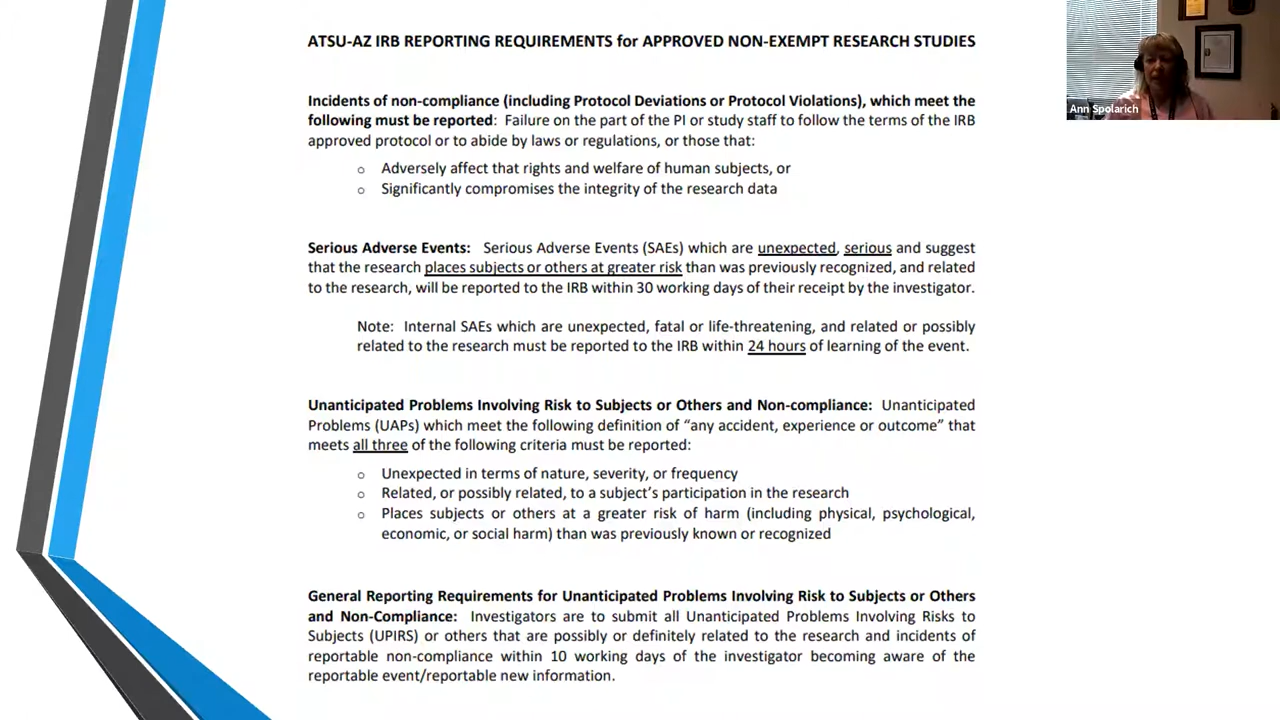 ATSU-AZ IRB REPORTING REQUIREMENTS for APPROVED NON-EXEMPT RESEARCH STUDIES
Ann Spolarich
Incidents of non-compliance (including Protocol Deviations or Protocol Violations), which meet the
following must be reported: Failure on the part of the PI or study staff to follow the terms of the IRB
approved protocol or to abide by laws or regulations, or those that:
o Adversely affect that rights and welfare of human subjects, or
o Significantly compromises the integrity of the research data
Serious Adverse Events: Serious Adverse Events (SAEs) which are unexpected, serious and suggest
that the research places subjects or others at greater risk than was previously recognized, and related
to the research, will be reported to the IRB within 30 working days of their receipt by the investigator.
Note: Internal SAEs which are unexpected, fatal or life-threatening, and related or possibly
related to the research must be reported to the IRB within 24 hours of learning of the event.
Unanticipated Problems Involving Risk to Subjects or Others and Non-compliance: Unanticipated
Problems (UAPs) which meet the following definition of “any accident, experience or outcome” that
meets all three of the following criteria must be reported:
o Unexpected in terms of nature, severity, or frequency
o Related, or possibly related, to a subject’s participation in the research
o Places subjects or others at a greater risk of harm (including physical, psychological,
economic, or social harm) than was previously known or recognized
General Reporting Requirements for Unanticipated Problems Involving Risk to Subjects or Others
and Non-Compliance: Investigators are to submit all Unanticipated Problems Involving Risks to
Subjects (UPIRS) or others that are possibly or definitely related to the research and incidents of
reportable non-compliance within 10 working days of the investigator becoming aware of the
reportable event/reportable new information.